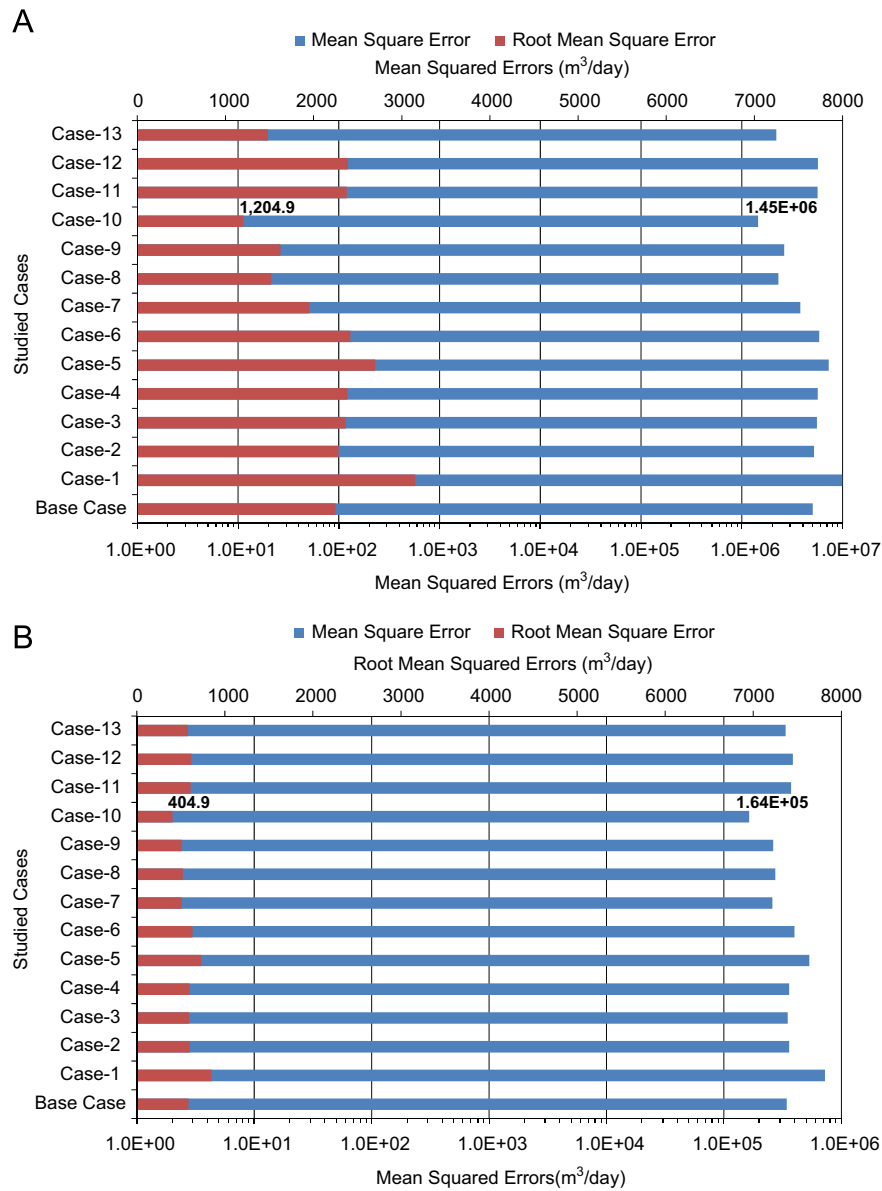 A
Mean Square Error Root Mean Square Error
Mean Squared Errors (m³/day)
0 1000 2000 3000 4000 5000 6000 7000 8000
Studied Cases
Case-13
Case-12
Case-11
1,204.9 1.45E+06
Case-10
Case-9
Case-8
Case-7
Case-6
Case-5
Case-4
Case-3
Case-2
Case-1
Base Case
1.0E+00 1.0E+01 1.0E+02 1.0E+03 1.0E+04 1.0E+05 1.0E+06 1.0E+07
Mean Squared Errors (m³/day)
B
Mean Square Error Root Mean Square Error
Root Mean Squared Errors (m³/day)
0 1000 2000 3000 4000 5000 6000 7000 8000
Studied Cases
Case-13
Case-12
Case-11
404.9 1.64E+05
Case-10
Case-9
Case-8
Case-7
Case-6
Case-5
Case-4
Case-3
Case-2
Case-1
Base Case
1.0E+00 1.0E+01 1.0E+02 1.0E+03 1.0E+04 1.0E+05 1.0E+06
Mean Squared Errors(m³/day)